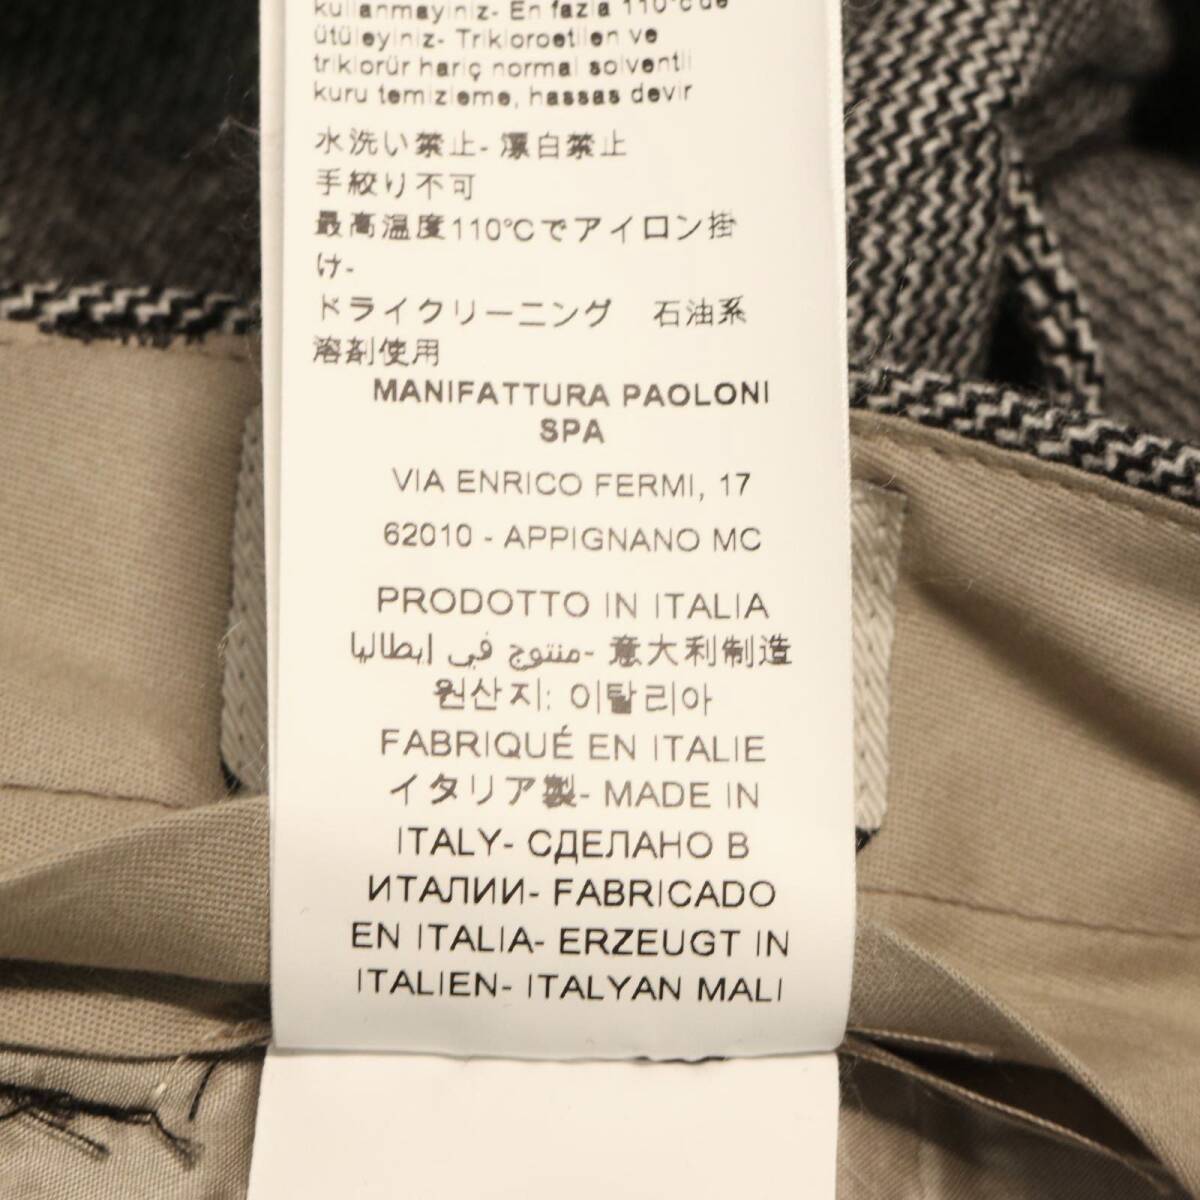 kullanmayınız- En fazla 110°c'de
ütüleyiniz- Trikloroetilen ve
triklorür hariç normal solventli
kuru temizleme, hassas devir
水洗い禁止- 漂白禁止
手絞り不可
最高温度110℃でアイロン掛
け-
ドライクリーニング　石油系
溶剤使用
MANIFATTURA PAOLONI
SPA
VIA ENRICO FERMI, 17
62010 - APPIGNANO MC
PRODOTTO IN ITALIA
منتوج في ايطاليا- 意大利制造
원산지: 이탈리아
FABRIQUÉ EN ITALIE
イタリア製- MADE IN
ITALY- СДЕЛАНО В
ИТАЛИИ- FABRICADO
EN ITALIA- ERZEUGT IN
ITALIEN- ITALYAN MALI